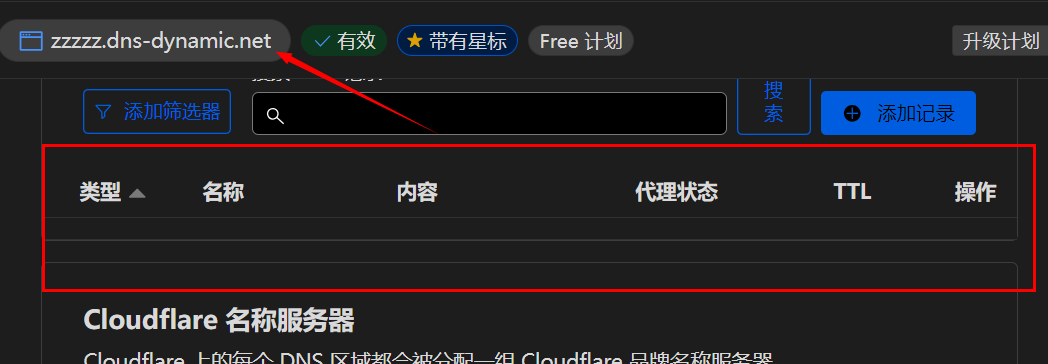 zzzzz.dns-dynamic.net 有效 带有星标 Free 计划 升级计划
添加筛选器 搜索 添加记录
类型 名称 内容 代理状态 TTL 操作
Cloudflare 名称服务器
Cloudflare 上的每个 DNS 区域都会被分配一组 Cloudflare 品牌名称服务器